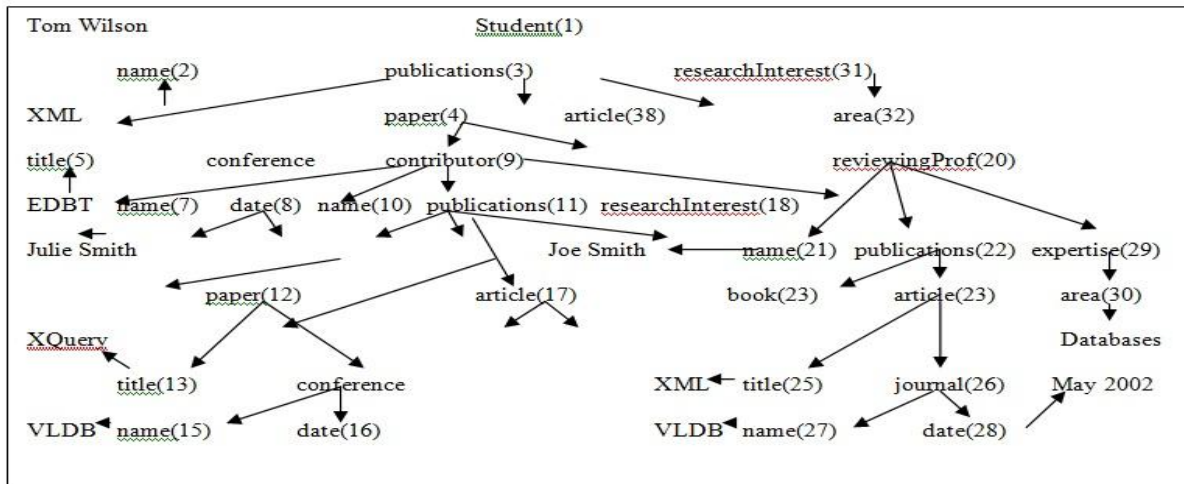 Tom Wilson Student(1)
name(2) publications(3) researchInterest(31)
XML paper(4) article(38) area(32)
title(5) conference contributor(9) reviewingProf(20)
EDBT name(7) date(8) name(10) publications(11) researchInterest(18)
Julie Smith Joe Smith name(21) publications(22) expertise(29)
paper(12) article(17) book(23) article(23) area(30)
XQuery Databases
title(13) conference XML title(25) journal(26) May 2002
VLDB name(15) date(16) VLDB name(27) date(28)